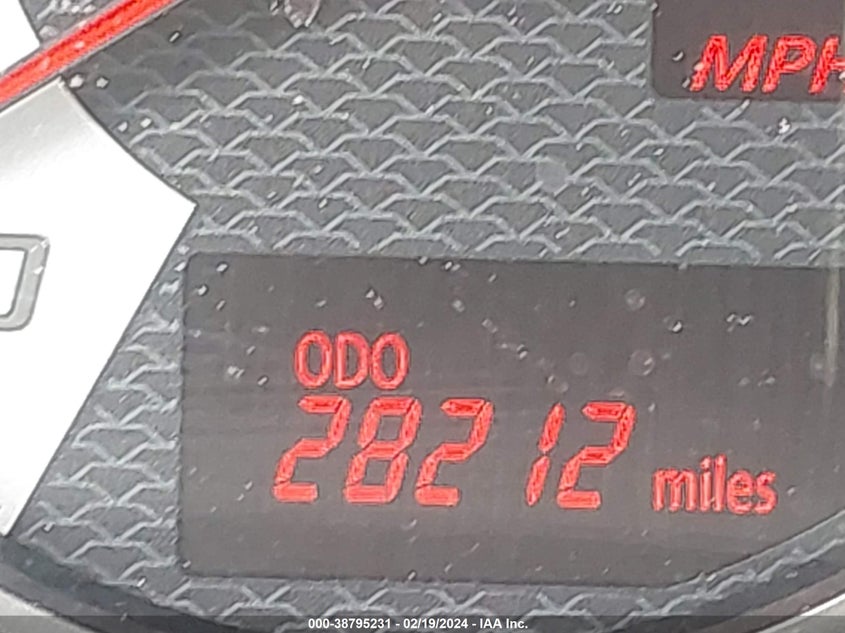 MPH
ODO
28212 miles
000-38795231 - 02/19/2024 - IAA Inc.